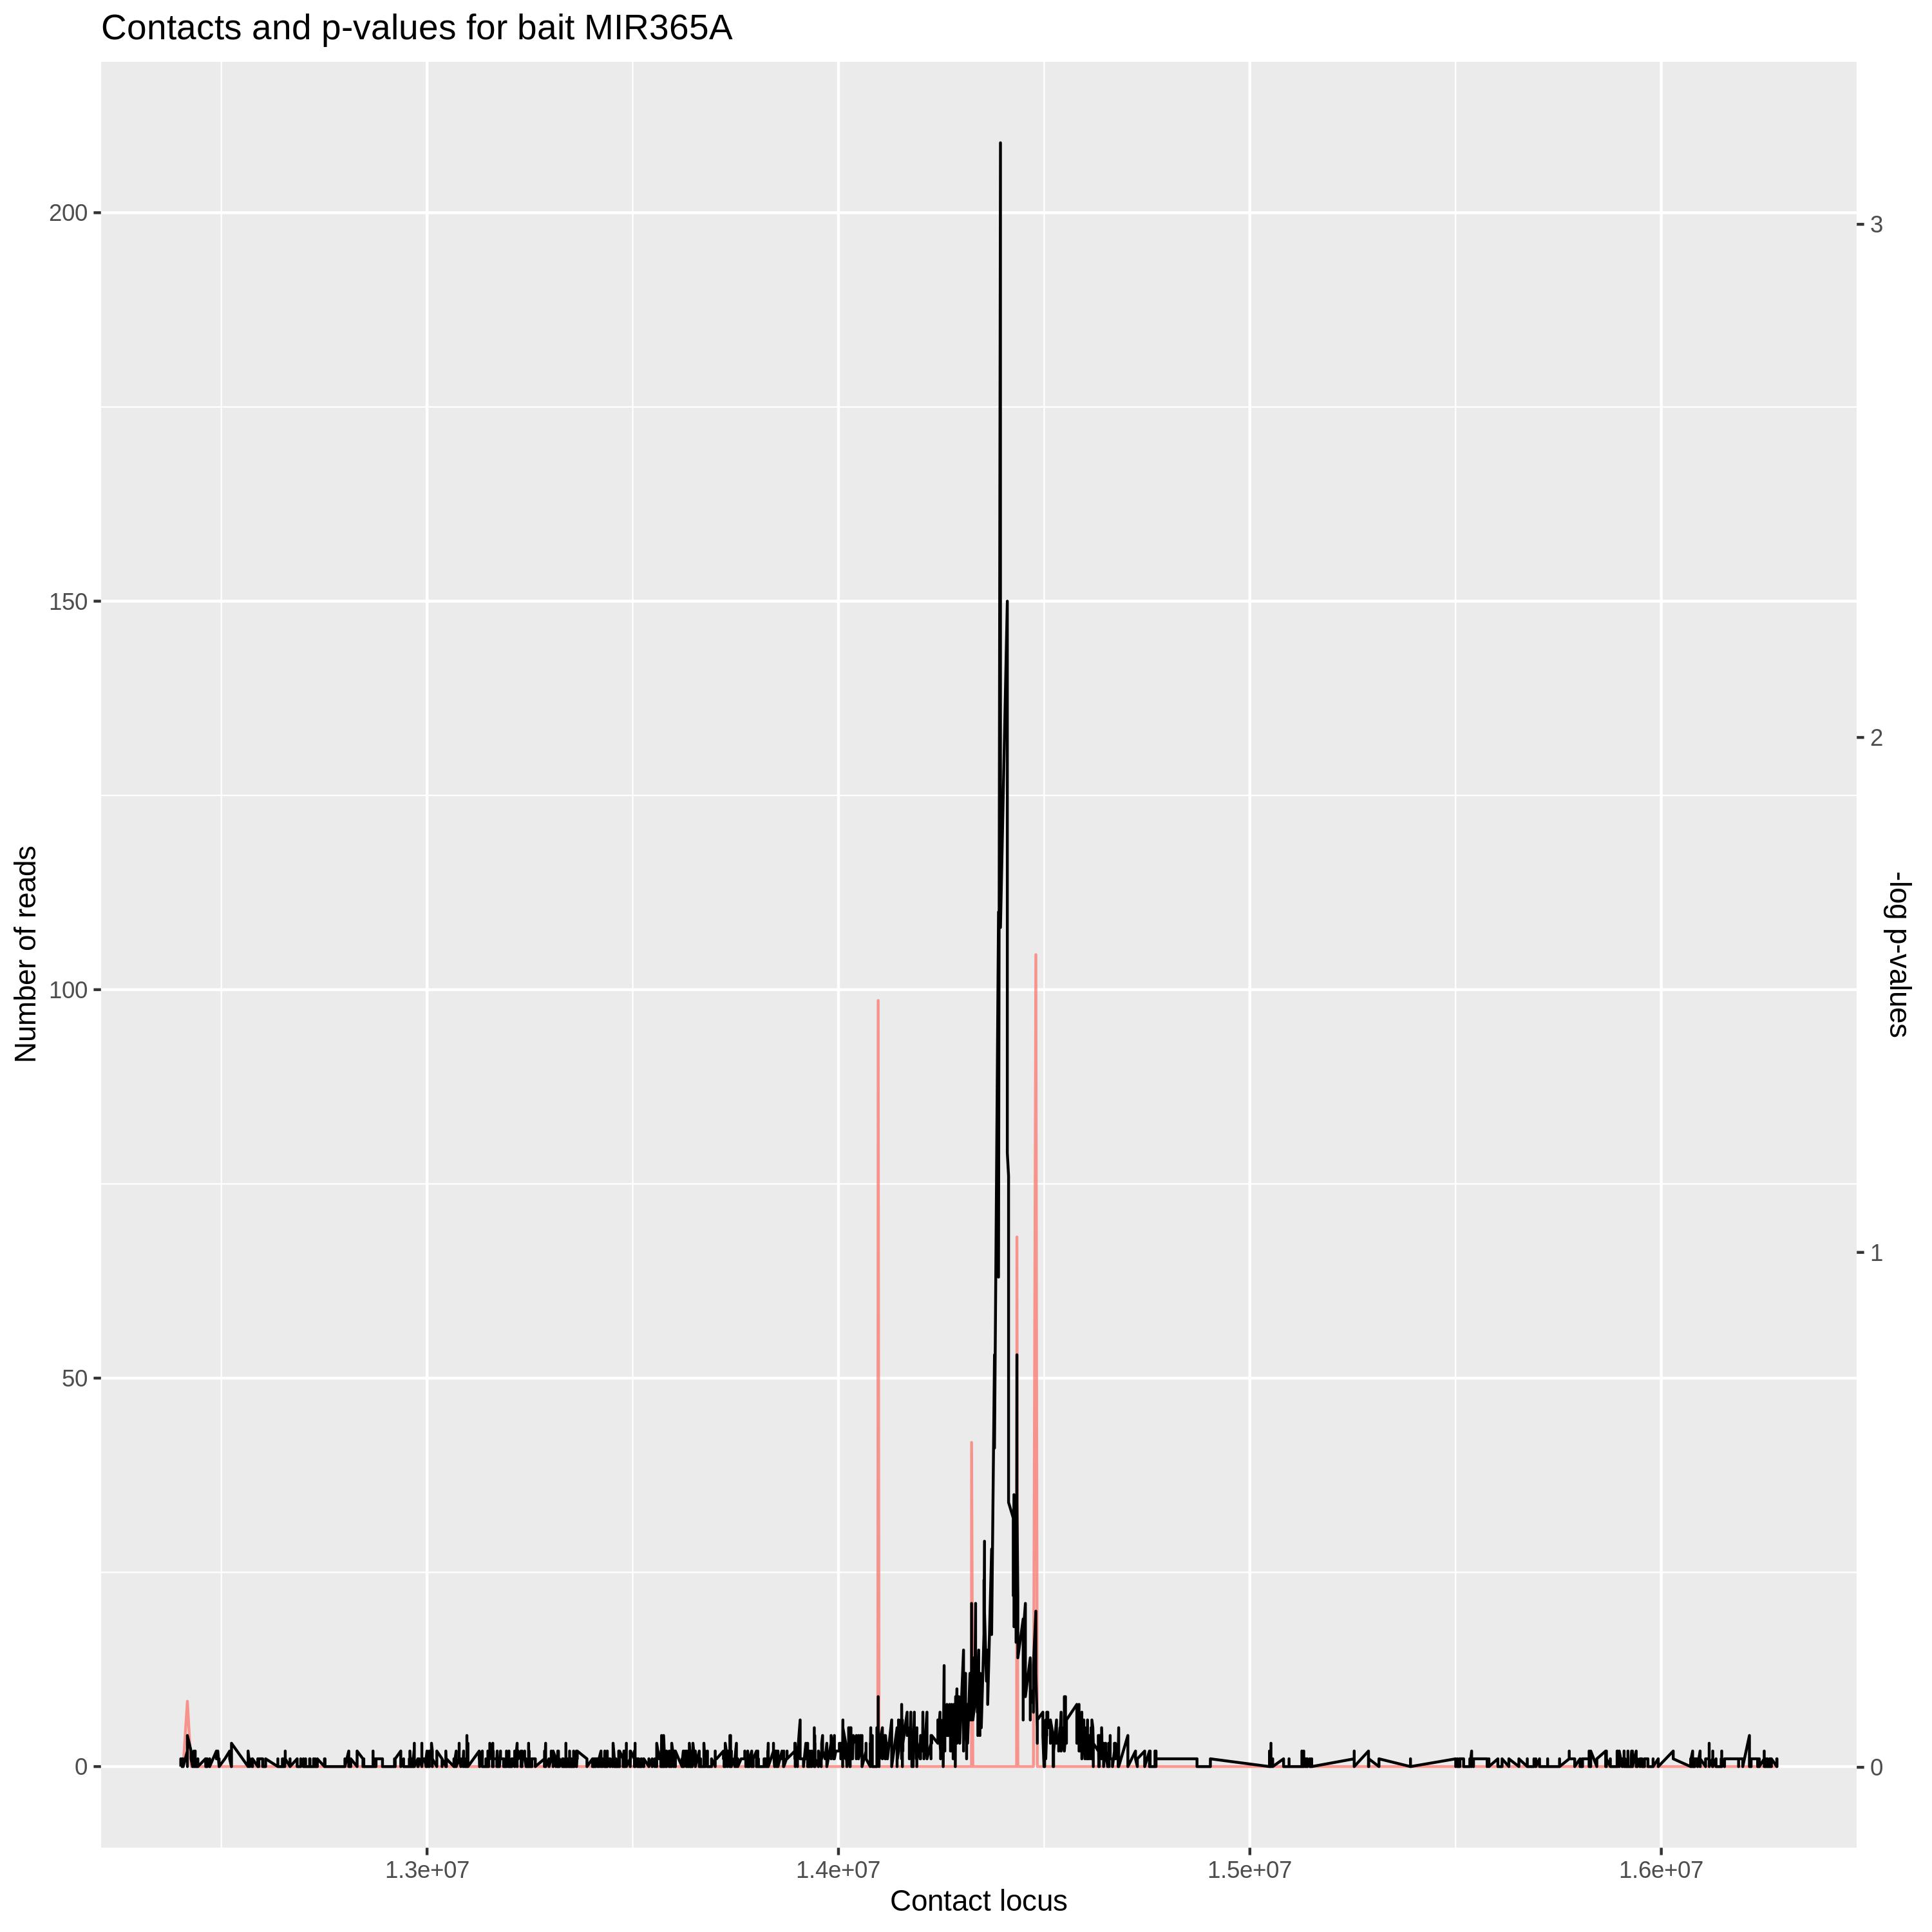 Contacts and p-values for bait MIR365A
200
150
100
50
0
Number of reads
3
2
1
0
-log p-values
1.3e+07
1.4e+07
1.5e+07
1.6e+07
Contact locus